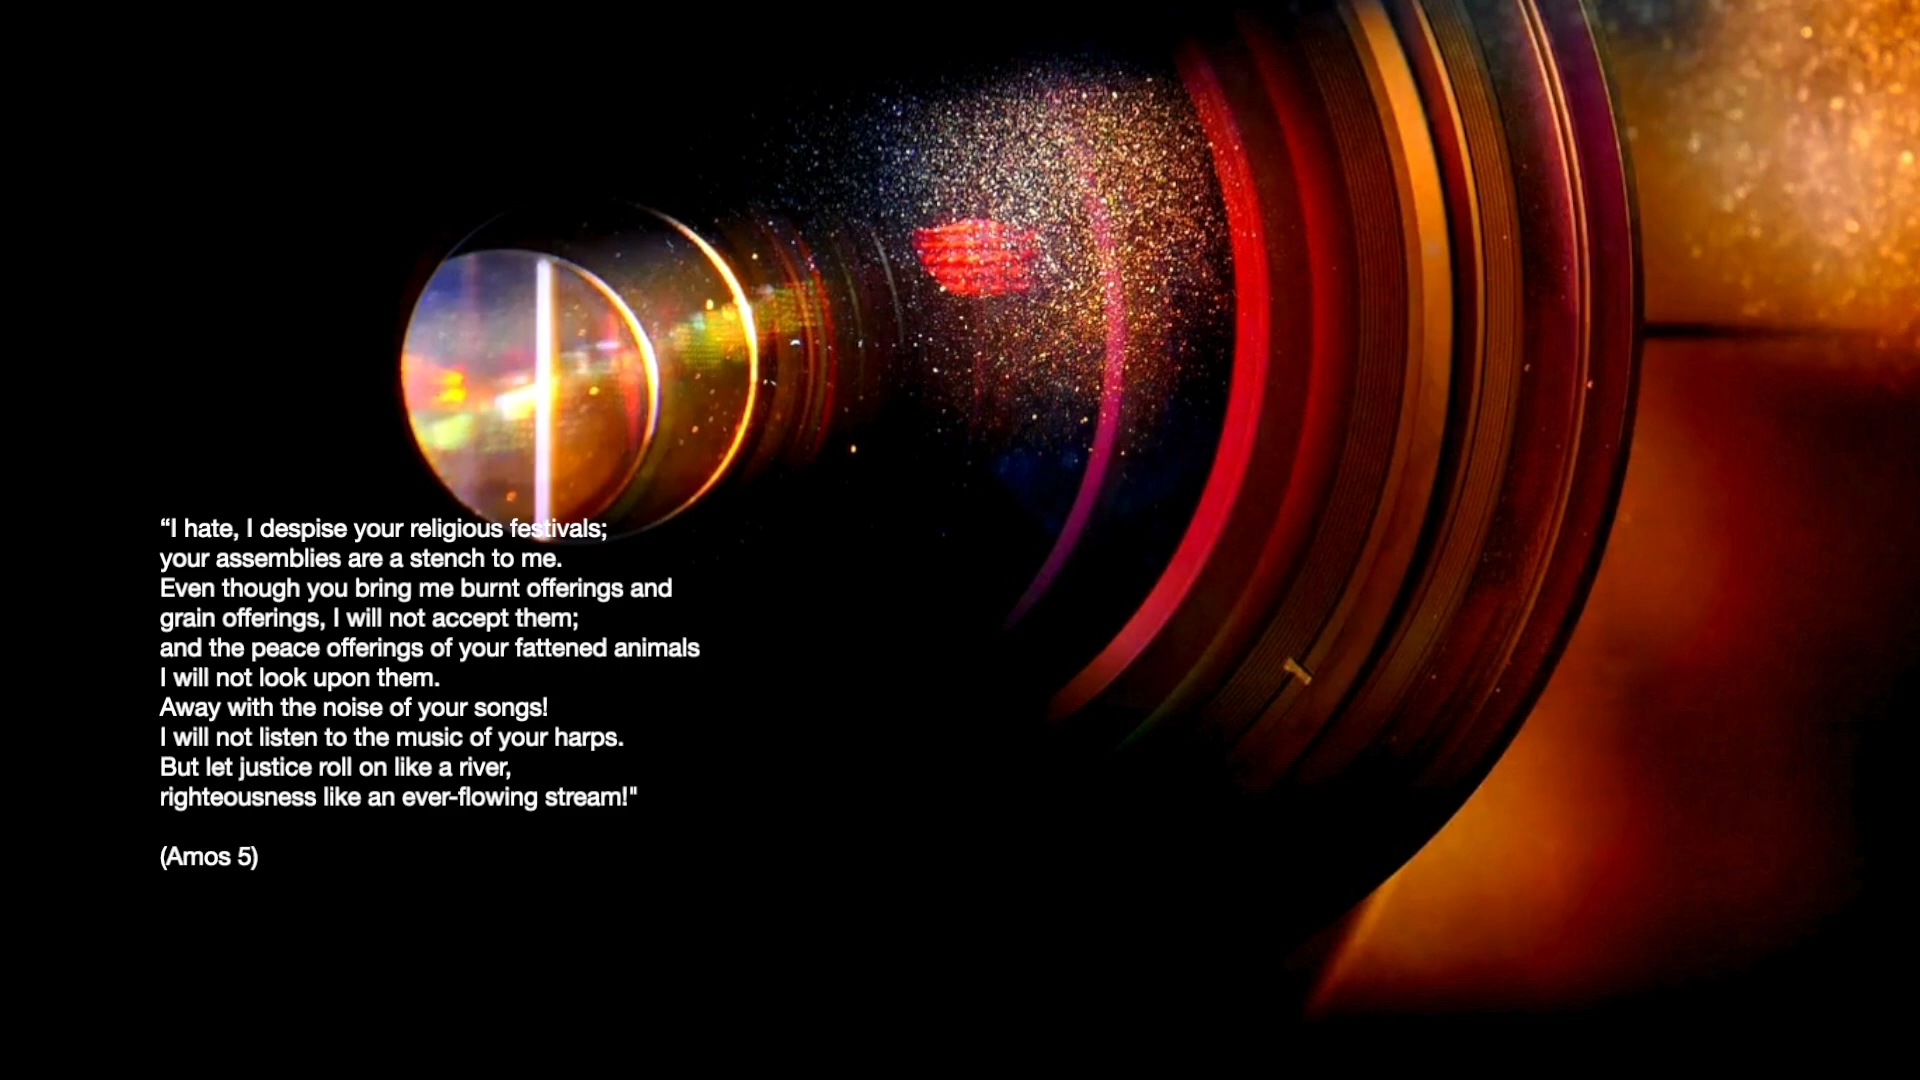 “I hate, I despise your religious festivals;
your assemblies are a stench to me.
Even though you bring me burnt offerings and
grain offerings, I will not accept them;
and the peace offerings of your fattened animals
I will not look upon them.
Away with the noise of your songs!
I will not listen to the music of your harps.
But let justice roll on like a river,
righteousness like an ever-flowing stream!"
(Amos 5)